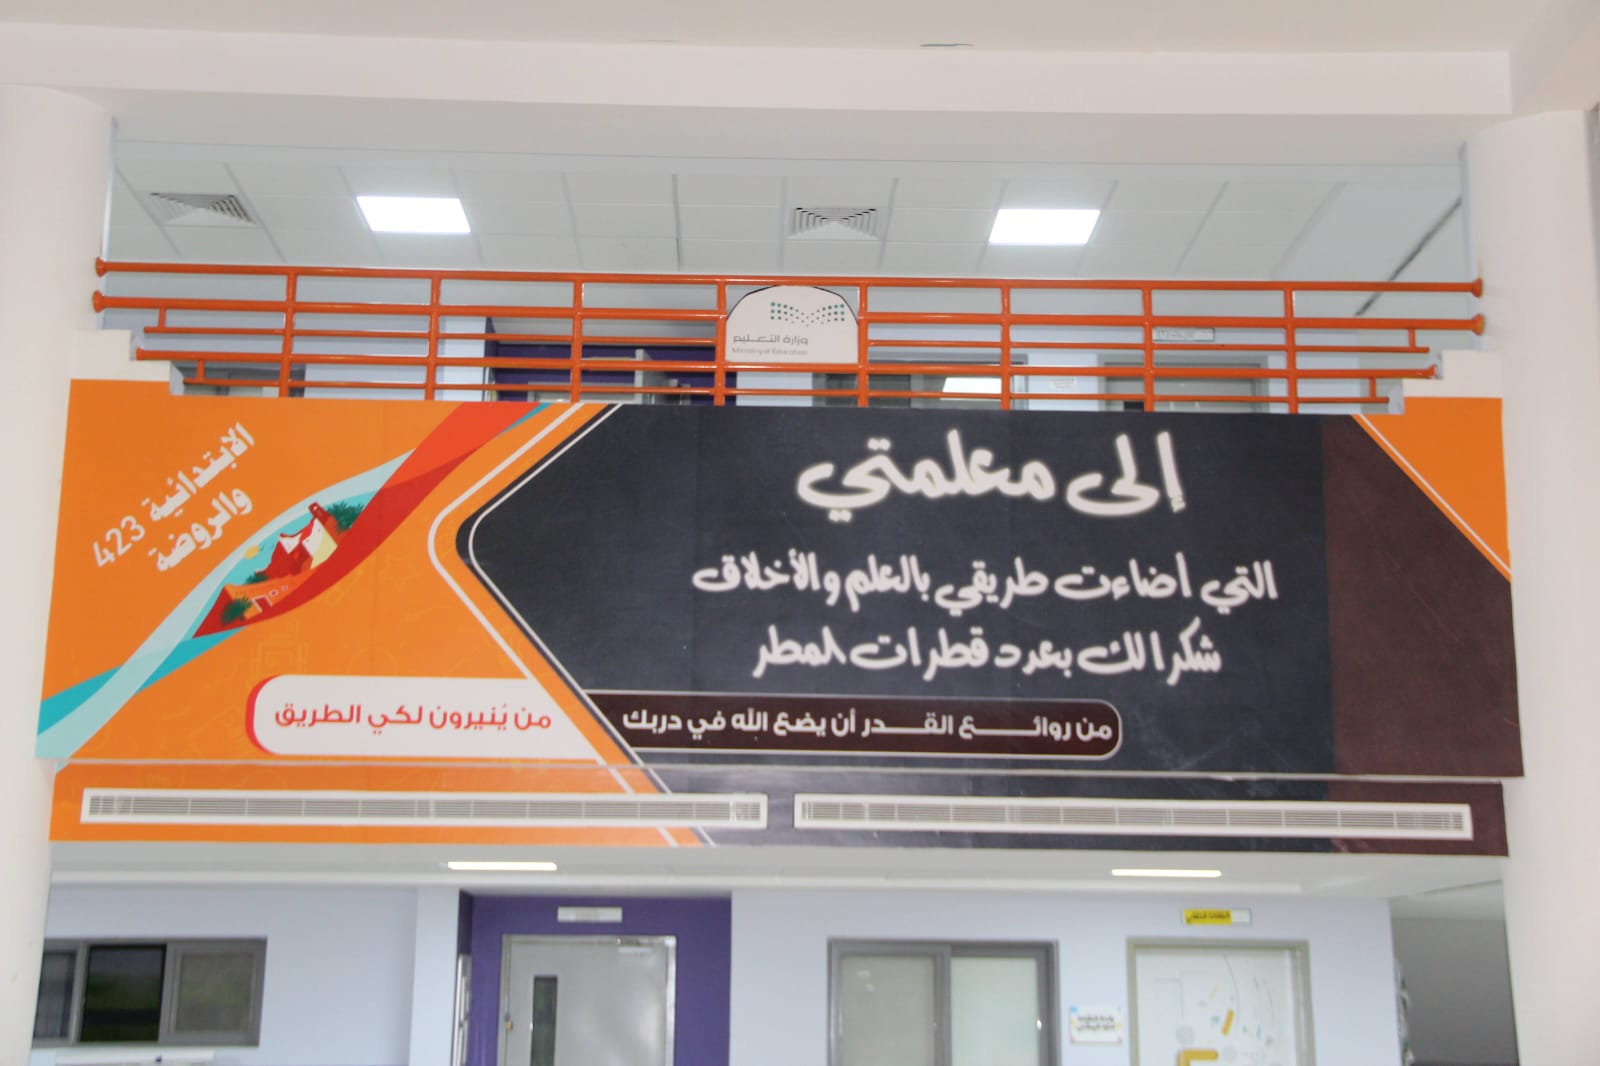 وزارة التعليم
Ministry of Education
الابتدائية 423
والروضة
إلى معلمتي
التي أضاءت طريقي بالعلم والأخلاق
شكرا لك بعدد قطرات المطر
من روائع القدر أن يضع الله في دربك
من يُنيرون لكي الطريق